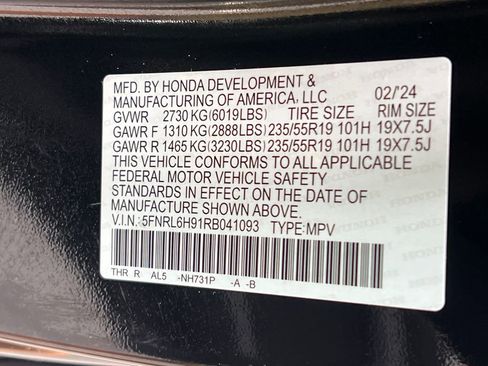 MFD. BY HONDA DEVELOPMENT &
MANUFACTURING OF AMERICA, LLC 02/'24
GVWR 2730 KG(6019LBS) TIRE SIZE RIM SIZE
GAWR F 1310 KG(2888LBS) 235/55R19 101H 19X7.5J
GAWR R 1465 KG(3230LBS) 235/55R19 101H 19X7.5J
THIS VEHICLE CONFORMS TO ALL APPLICABLE
FEDERAL MOTOR VEHICLE SAFETY
STANDARDS IN EFFECT ON THE DATE OF
MANUFACTURE SHOWN ABOVE.
V.I.N.: 5FNRL6H91RB041093 TYPE: MPV
THR R AL5 -NH731P -A -B